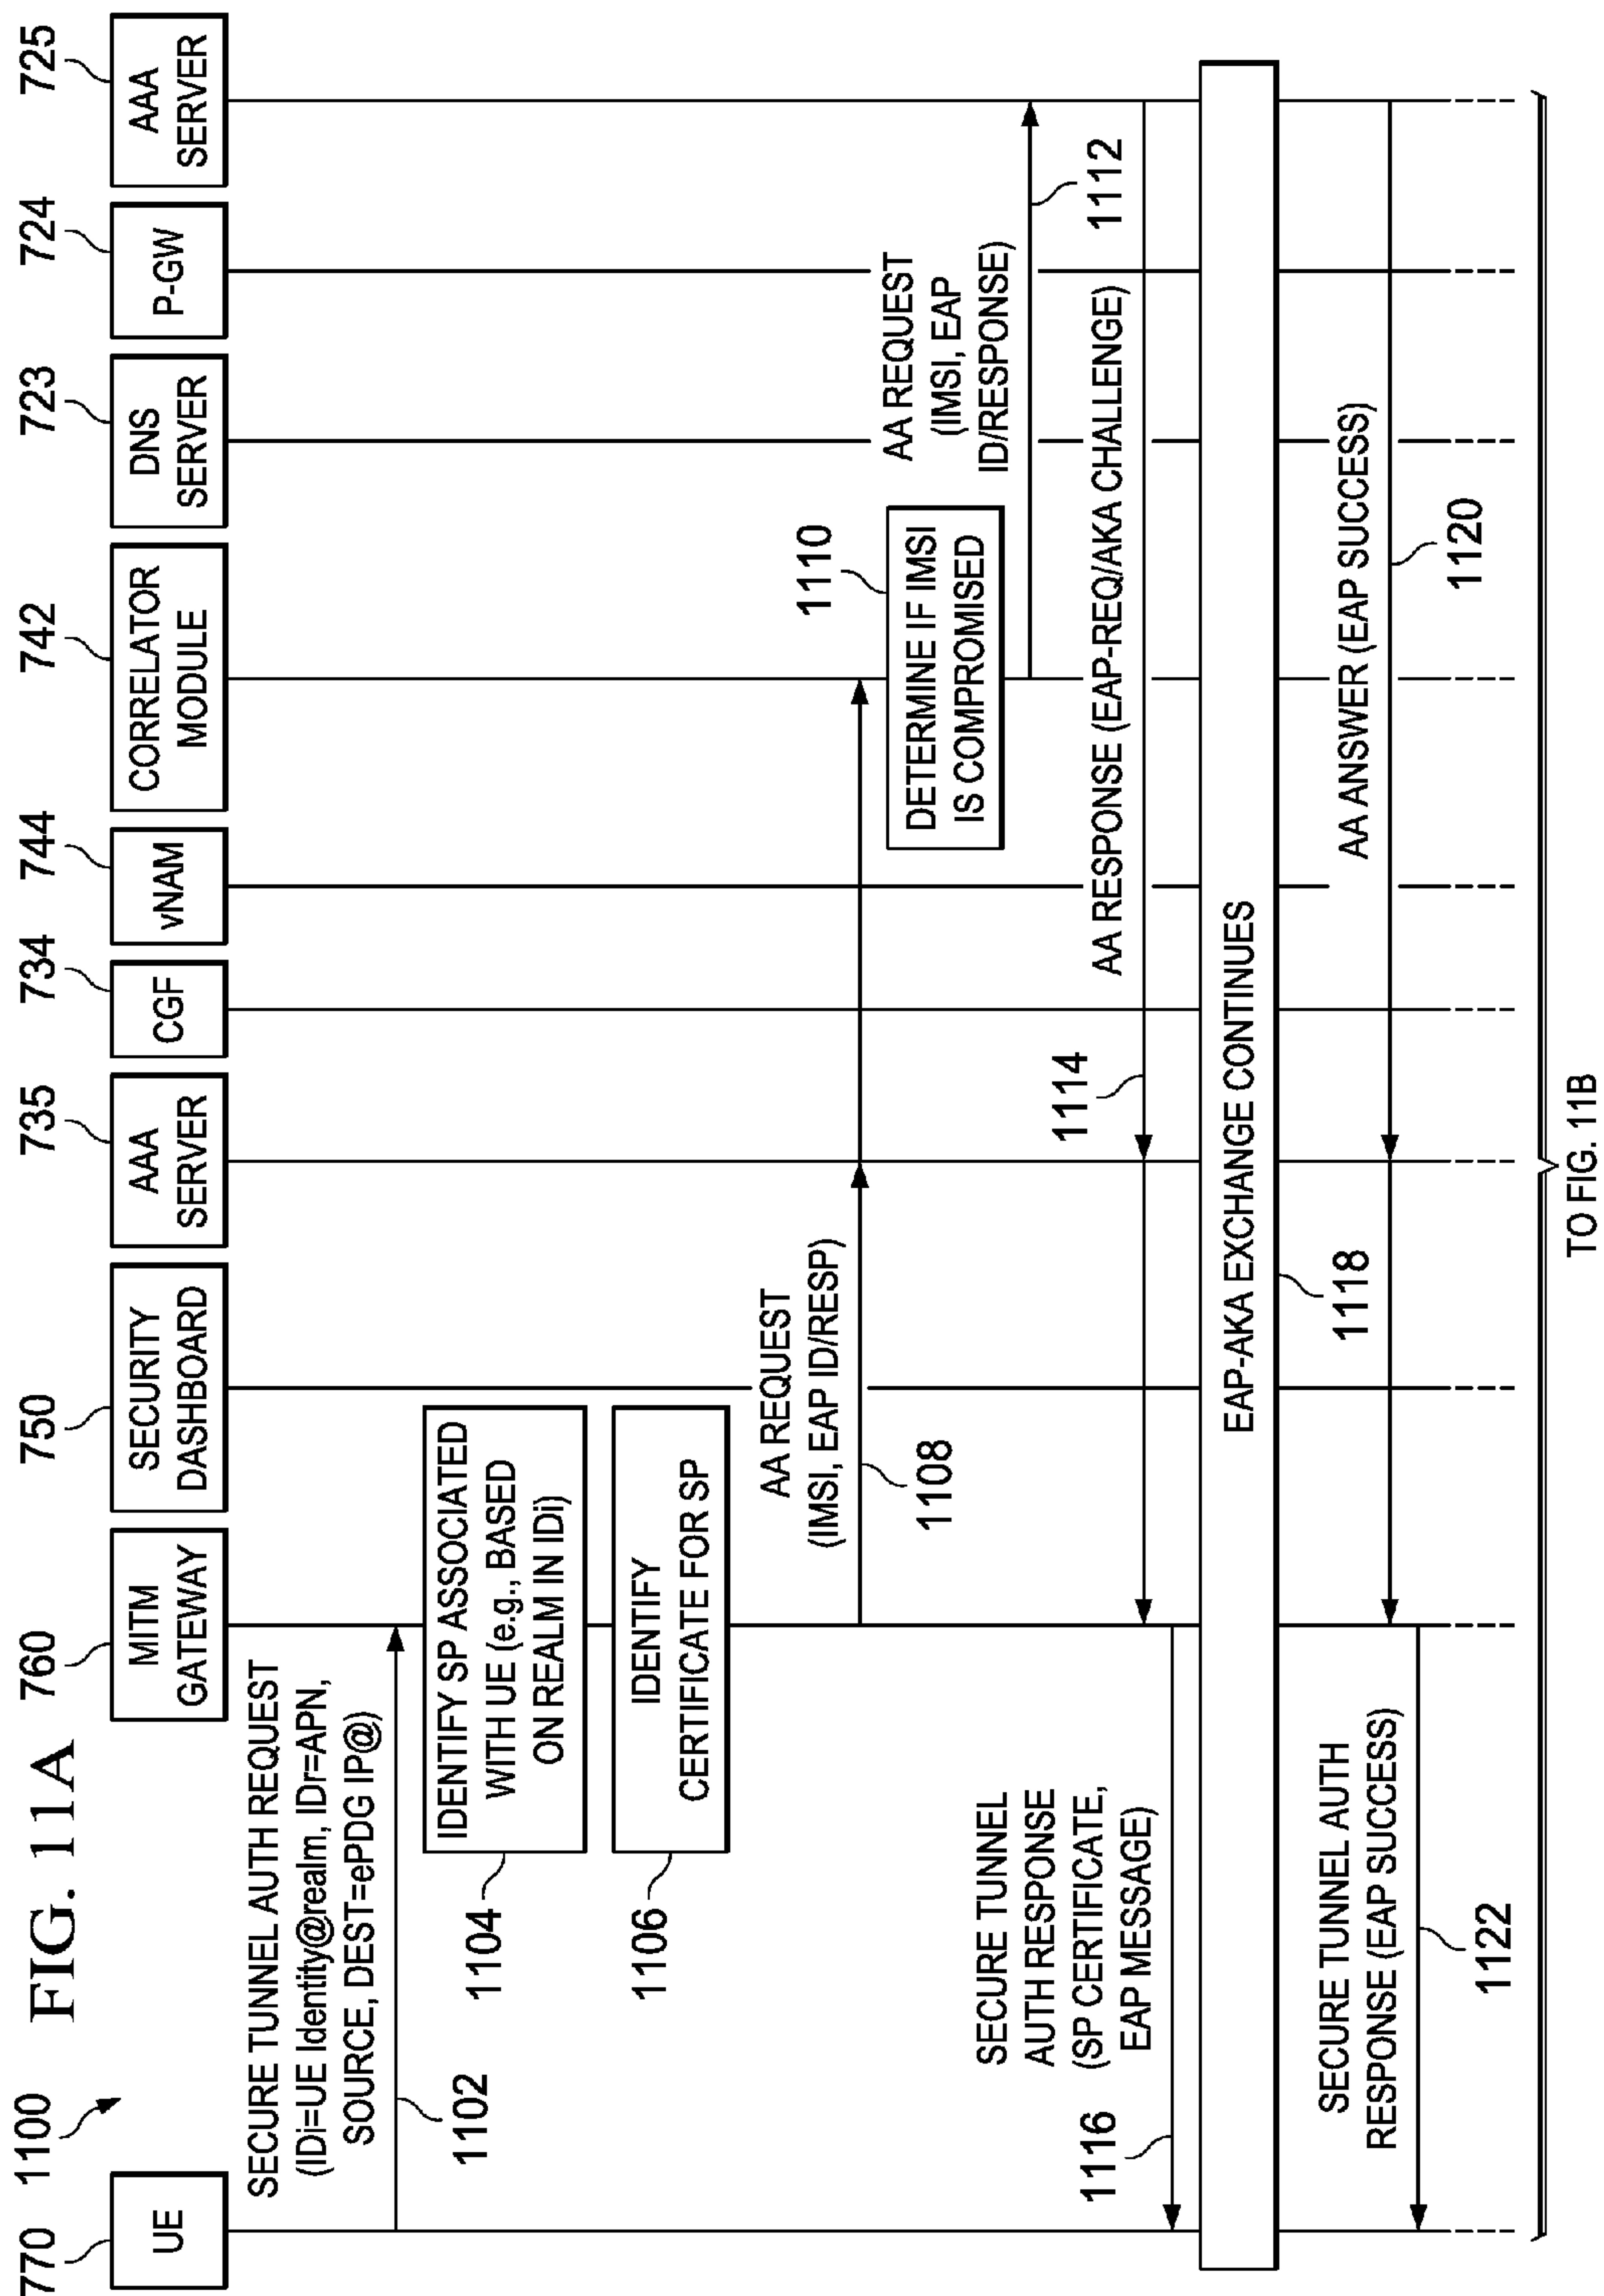 FIG. 11A
1100
770
UE
760
MITM
GATEWAY
750
SECURITY
DASHBOARD
735
AAA
SERVER
734
CGF
744
vNAM
742
CORRELATOR
MODULE
723
DNS
SERVER
724
P-GW
725
AAA
SERVER
SECURE TUNNEL AUTH REQUEST
(IDi=UE Identity@realm, IDr=APN,
SOURCE, DEST=ePDG IP@)
1102
IDENTIFY SP ASSOCIATED
WITH UE (e.g., BASED
ON REALM IN IDi)
1104
IDENTIFY
CERTIFICATE FOR SP
1106
AA REQUEST
(IMSI, EAP ID/RESP)
1108
1110
DETERMINE IF IMSI
IS COMPROMISED
AA REQUEST
(IMSI, EAP
ID/RESPONSE)
1112
AA RESPONSE (EAP-REQ/AKA CHALLENGE)
1114
SECURE TUNNEL
AUTH RESPONSE
(SP CERTIFICATE,
EAP MESSAGE)
1116
EAP-AKA EXCHANGE CONTINUES
1118
AA ANSWER (EAP SUCCESS)
1120
SECURE TUNNEL AUTH
RESPONSE (EAP SUCCESS)
1122
TO FIG. 11B